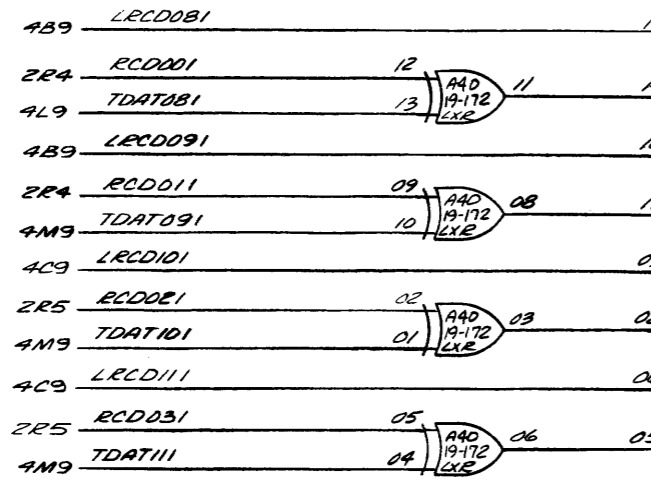 4B9 LRCD081
2R4 RCD001 12
A40 11
19-172
4L9 TDAT081 13 LXR
4B9 LRCD091
2R4 RCD011 09
A40 08
19-172
4M9 TDAT091 10 LXR
4C9 LRCD101
2R5 RCD021 02
A40 03
19-172
4M9 TDAT101 01 LXR
4C9 LRCD111
2R5 RCD031 05
A40 06
19-172
4M9 TDAT111 04 LXR